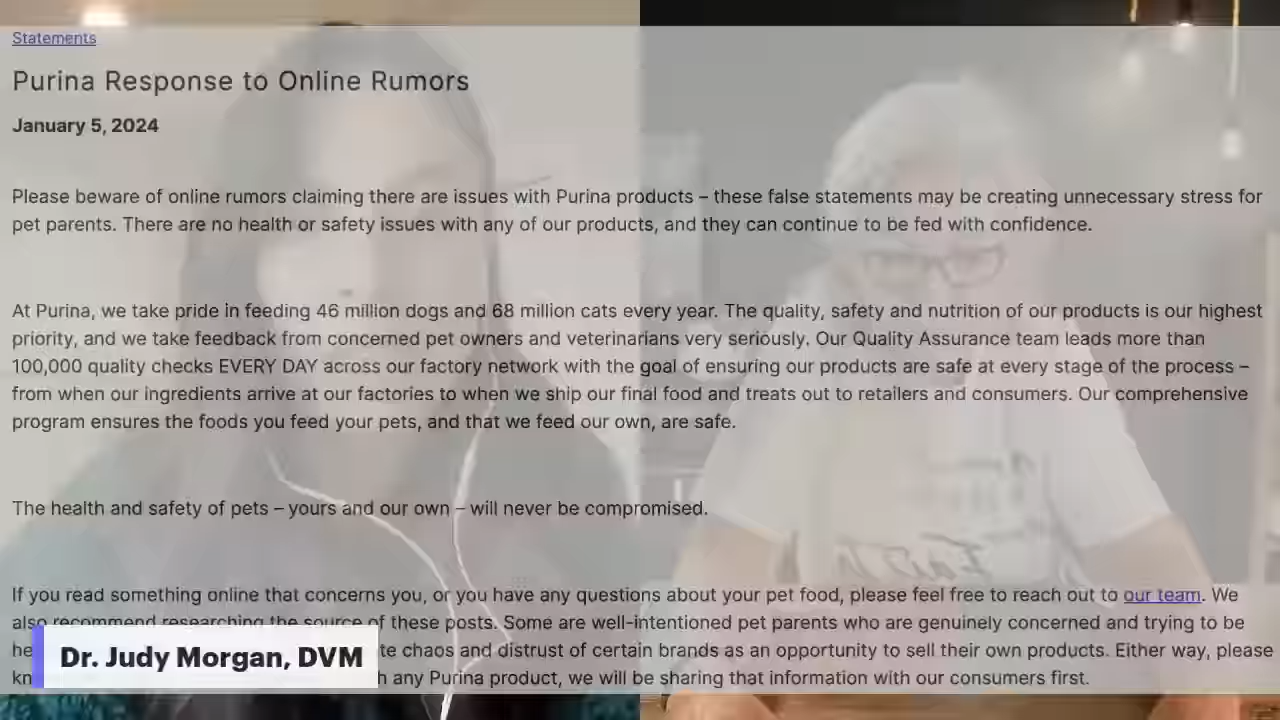 Statements
Purina Response to Online Rumors
January 5, 2024
Please beware of online rumors claiming there are issues with Purina products – these false statements may be creating unnecessary stress for
pet parents. There are no health or safety issues with any of our products, and they can continue to be fed with confidence.
At Purina, we take pride in feeding 46 million dogs and 68 million cats every year. The quality, safety and nutrition of our products is our highest
priority, and we take feedback from concerned pet owners and veterinarians very seriously. Our Quality Assurance team leads more than
100,000 quality checks EVERY DAY across our factory network with the goal of ensuring our products are safe at every stage of the process –
from when our ingredients arrive at our factories to when we ship our final food and treats out to retailers and consumers. Our comprehensive
program ensures the foods you feed your pets, and that we feed our own, are safe.
The health and safety of pets – yours and our own – will never be compromised.
If you read something online that concerns you, or you have any questions about your pet food, please feel free to reach out to our team. We
also recommend researching the source of these posts. Some are well-intentioned pet parents who are genuinely concerned and trying to be
chaos and distrust of certain brands as an opportunity to sell their own products. Either way, please
any Purina product, we will be sharing that information with our consumers first.
Dr. Judy Morgan, DVM